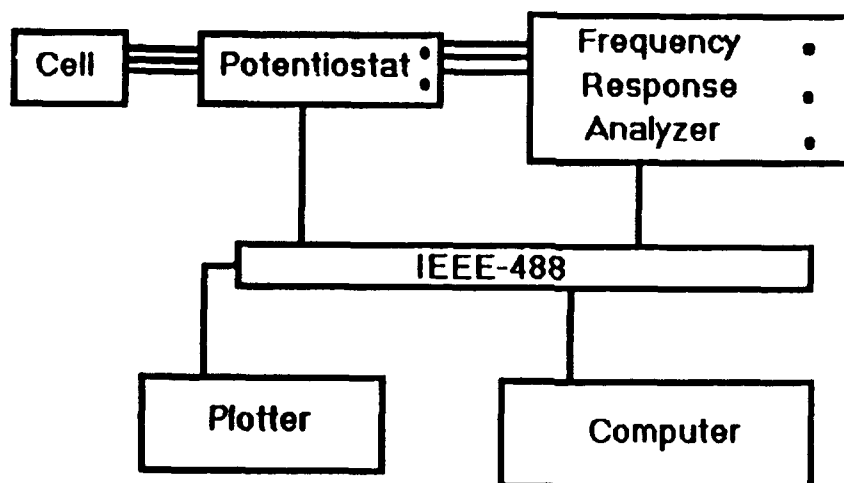 Cell
Potentiostat
Frequency
Response
Analyzer
IEEE-488
Plotter
Computer